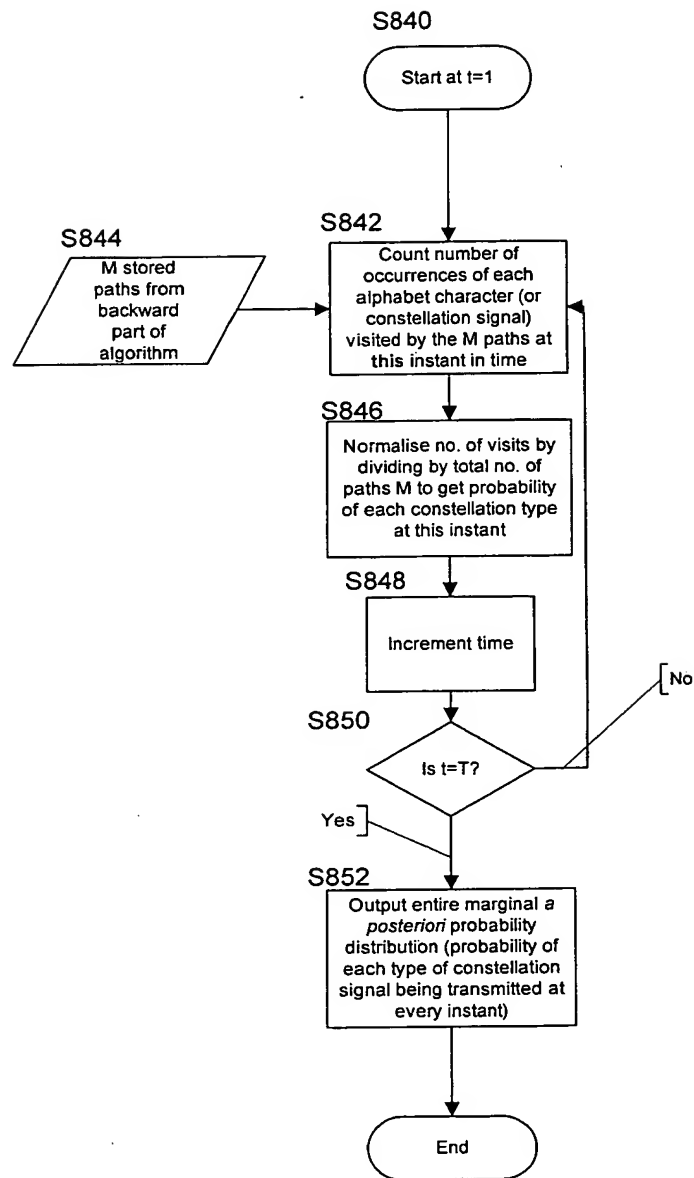 S840
Start at t=1
S842
Count number of
occurrences of each
alphabet character (or
constellation signal)
visited by the M paths at
this instant in time
S844
M stored
paths from
backward
part of
algorithm
S846
Normalise no. of visits by
dividing by total no. of
paths M to get probability
of each constellation type
at this instant
S848
Increment time
No
S850
Is t=T?
Yes
S852
Output entire marginal a
posteriori probability
distribution (probability of
each type of constellation
signal being transmitted at
every instant)
End